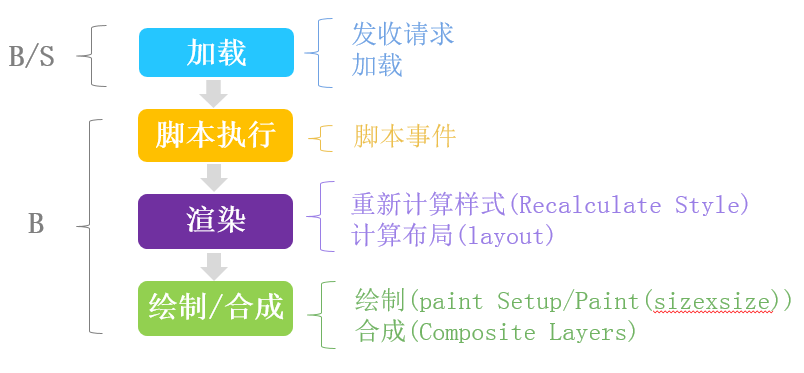 B/S
加载
发收请求
加载
脚本执行
脚本事件
B
渲染
重新计算样式(Recalculate Style)
计算布局(layout)
绘制/合成
绘制(paint Setup/Paint(sizexsize))
合成(Composite Layers)